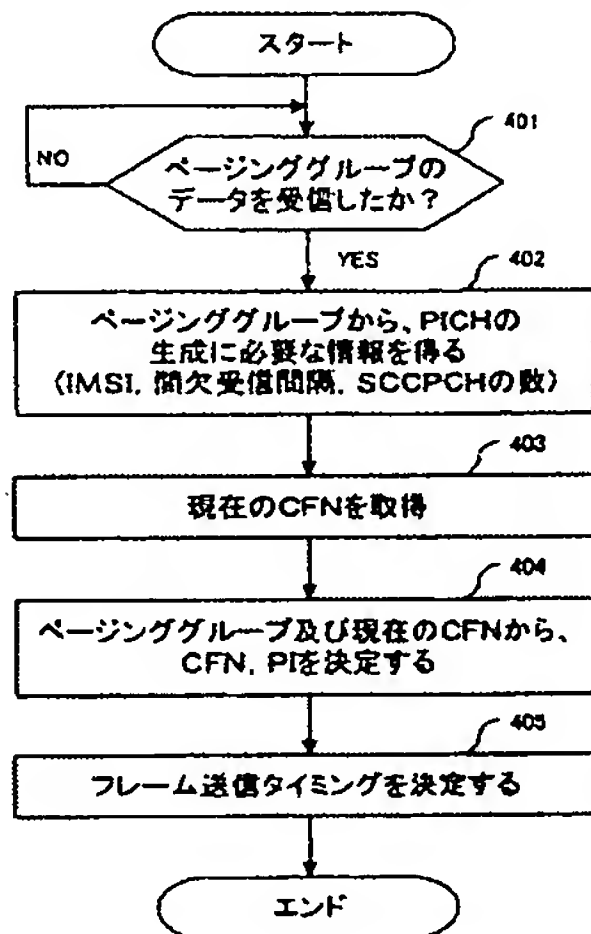 スタート
401
NO
ページンググループの
データを受信したか？
YES
402
ページンググループから、PICHの
生成に必要な情報を得る
(IMSI, 間欠受信間隔, SCCPCHの数)
403
現在のCFNを取得
404
ページンググループ及び現在のCFNから、
CFN, PIを決定する
405
フレーム送信タイミングを決定する
エンド